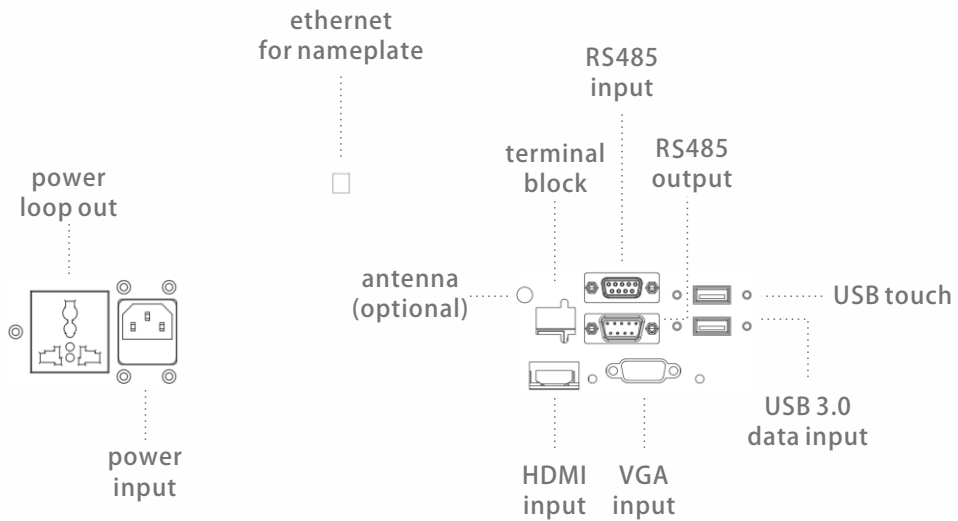 ethernet
for nameplate
RS485
input
terminal
block
RS485
output
power
loop out
antenna
(optional)
USB touch
USB 3.0
data input
power
input
HDMI
input
VGA
input